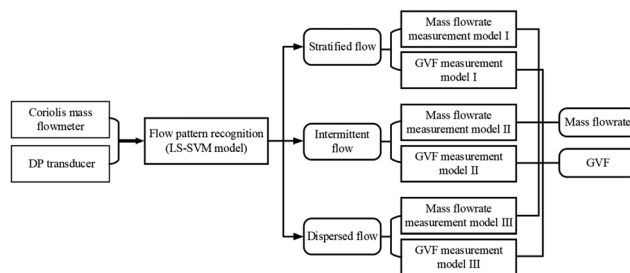 Coriolis mass
flowmeter
DP transducer
Flow pattern recognition
(LS-SVM model)
Stratified flow
Intermittent
flow
Dispersed flow
Mass flowrate
measurement model I
GVF measurement
model I
Mass flowrate
measurement model II
GVF measurement
model II
Mass flowrate
measurement model III
GVF measurement
model III
Mass flowrate
GVF